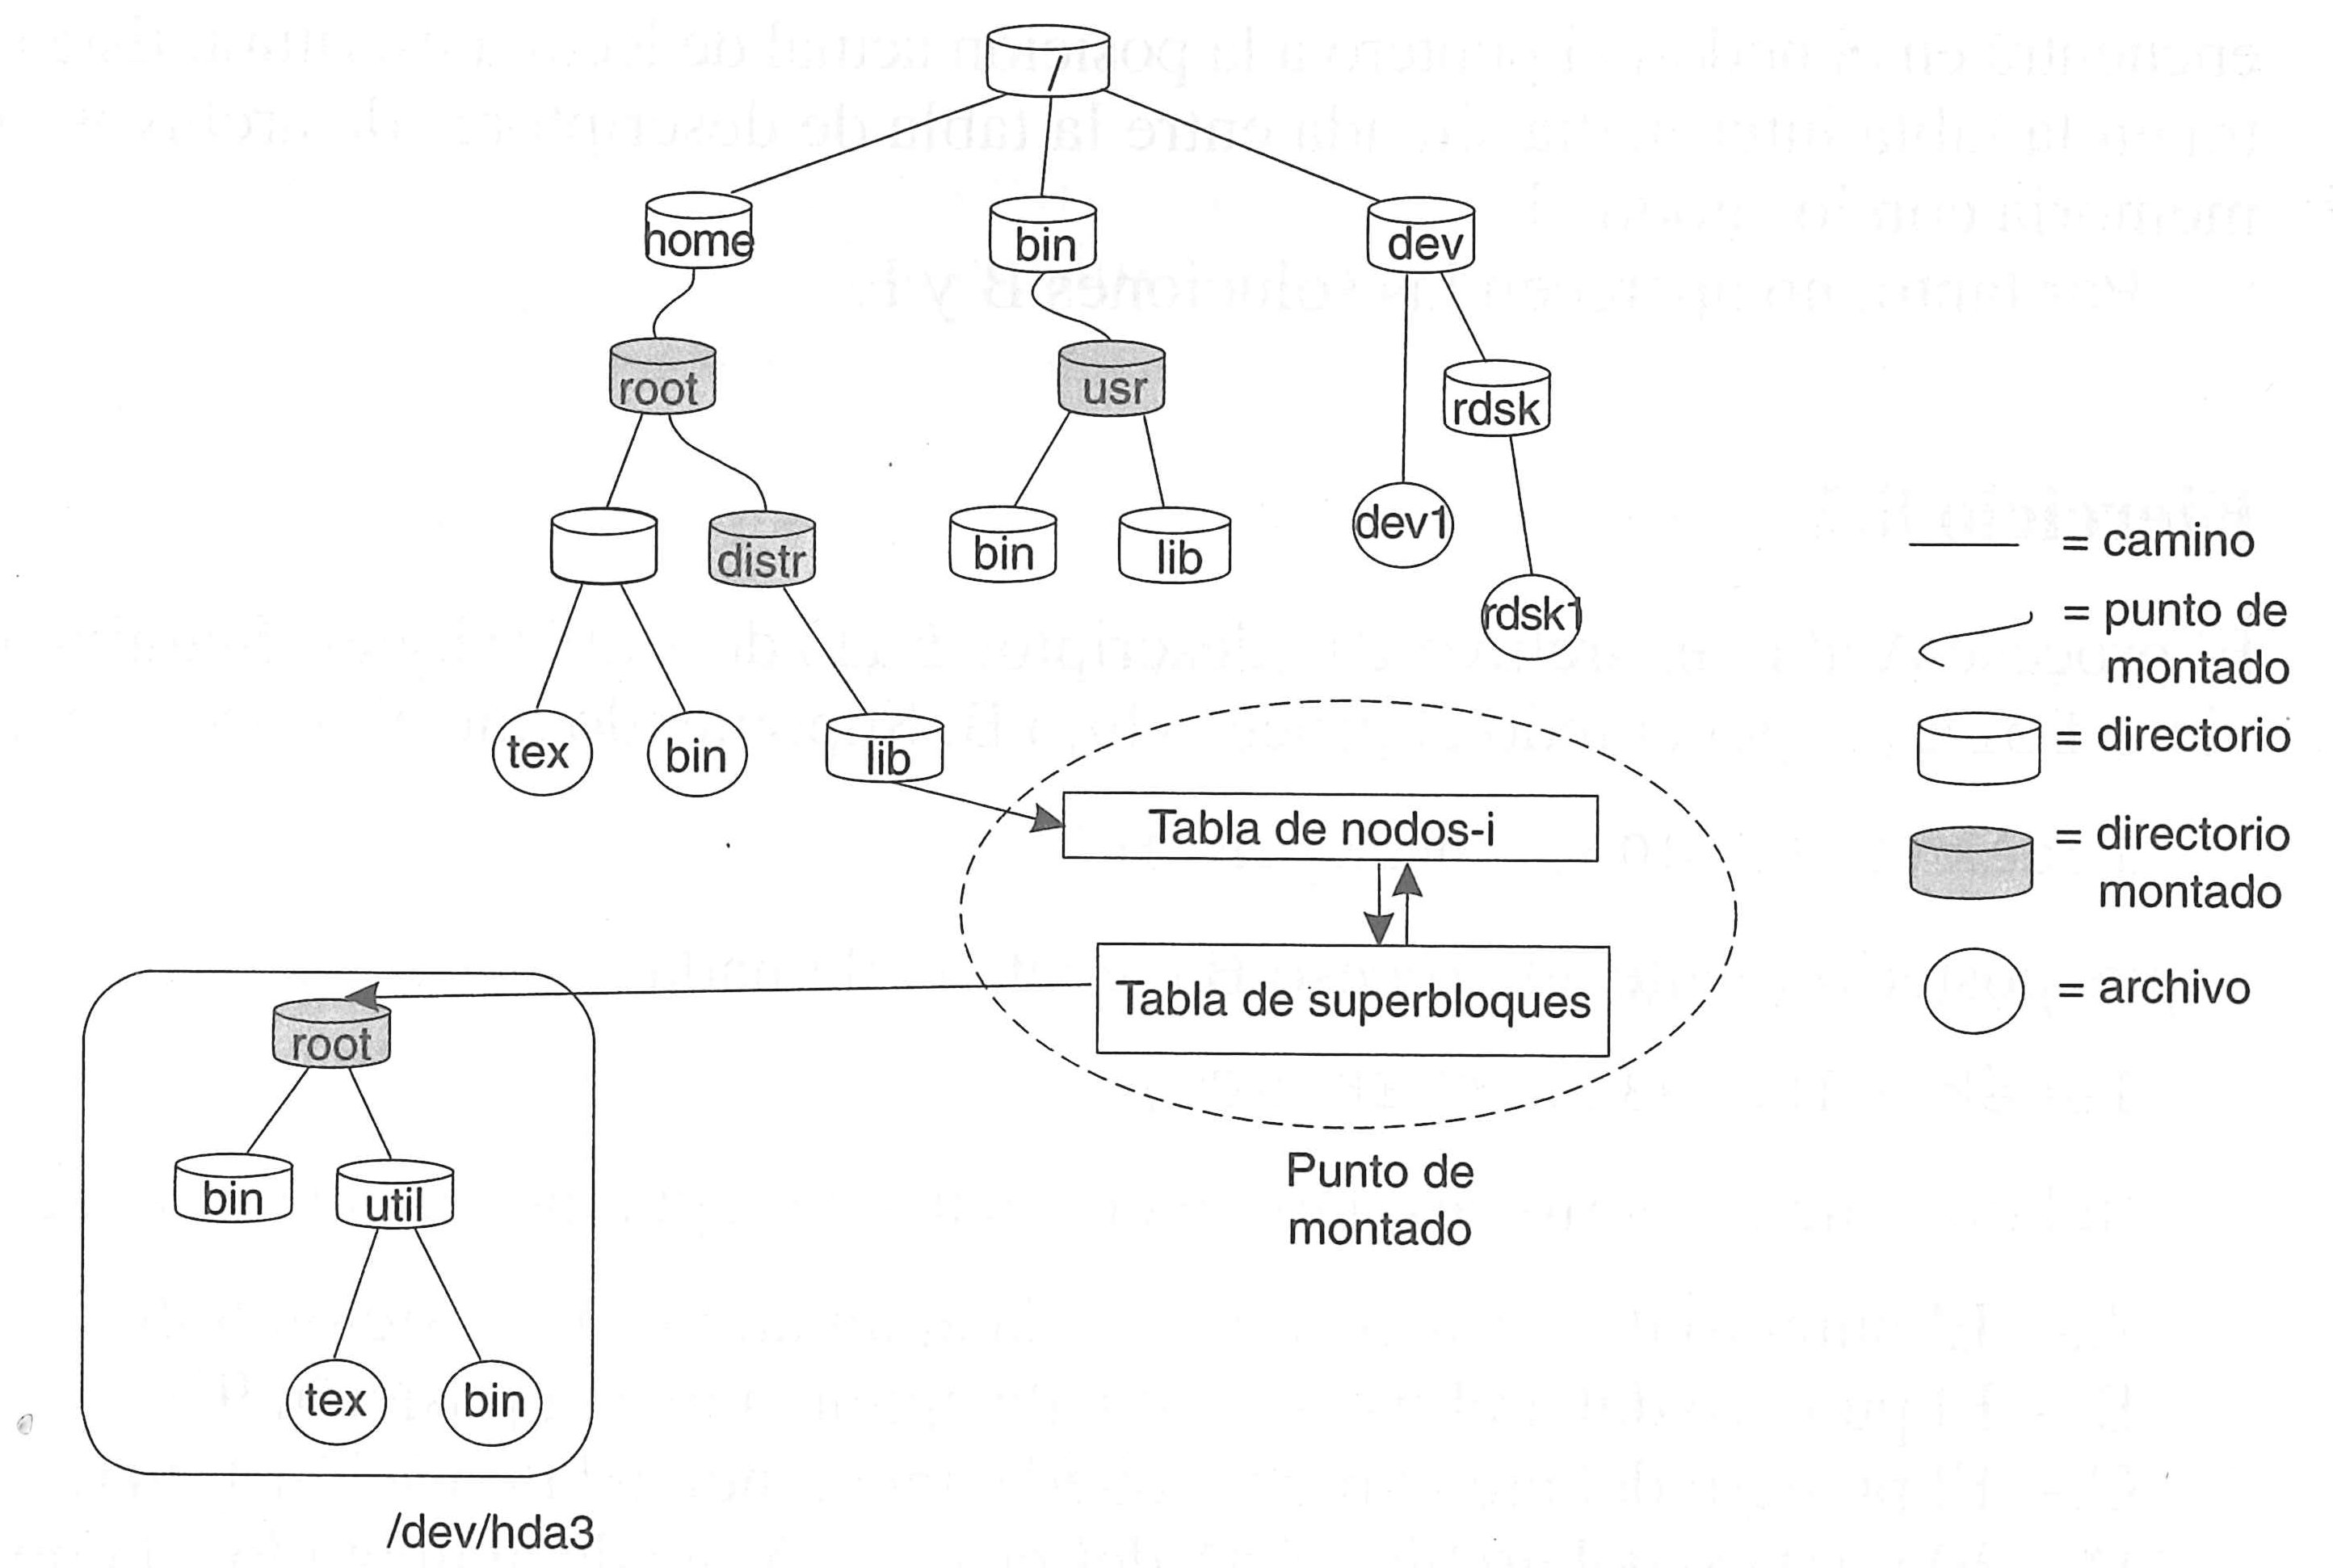 /
home
bin
dev
root
usr
rdsk
distr
bin
lib
dev1
rdsk1
tex
bin
lib
= camino
= punto de
montado
= directorio
= directorio
montado
= archivo
Tabla de nodos-i
Tabla de superbloques
Punto de
montado
root
bin
util
tex
bin
/dev/hda3